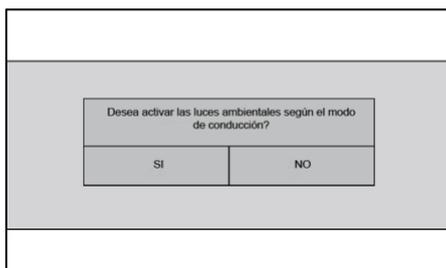 Desea activar las luces ambientales según el modo
de conducción?
SI
NO